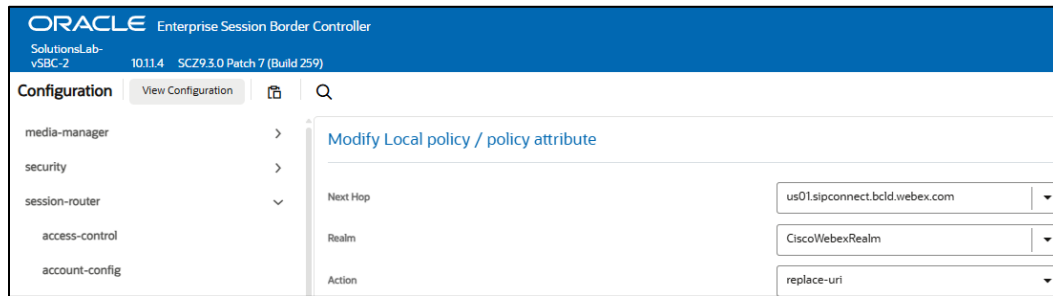 ORACLE Enterprise Session Border Controller
SolutionsLab-
vSBC-2 10.1.1.4 SCZ9.3.0 Patch 7 (Build 259)
Configuration View Configuration
media-manager
Modify Local policy / policy attribute
security
session-router
Next Hop us01.sipconnect.bcld.webex.com
access-control
Realm CiscoWebexRealm
account-config
Action replace-uri